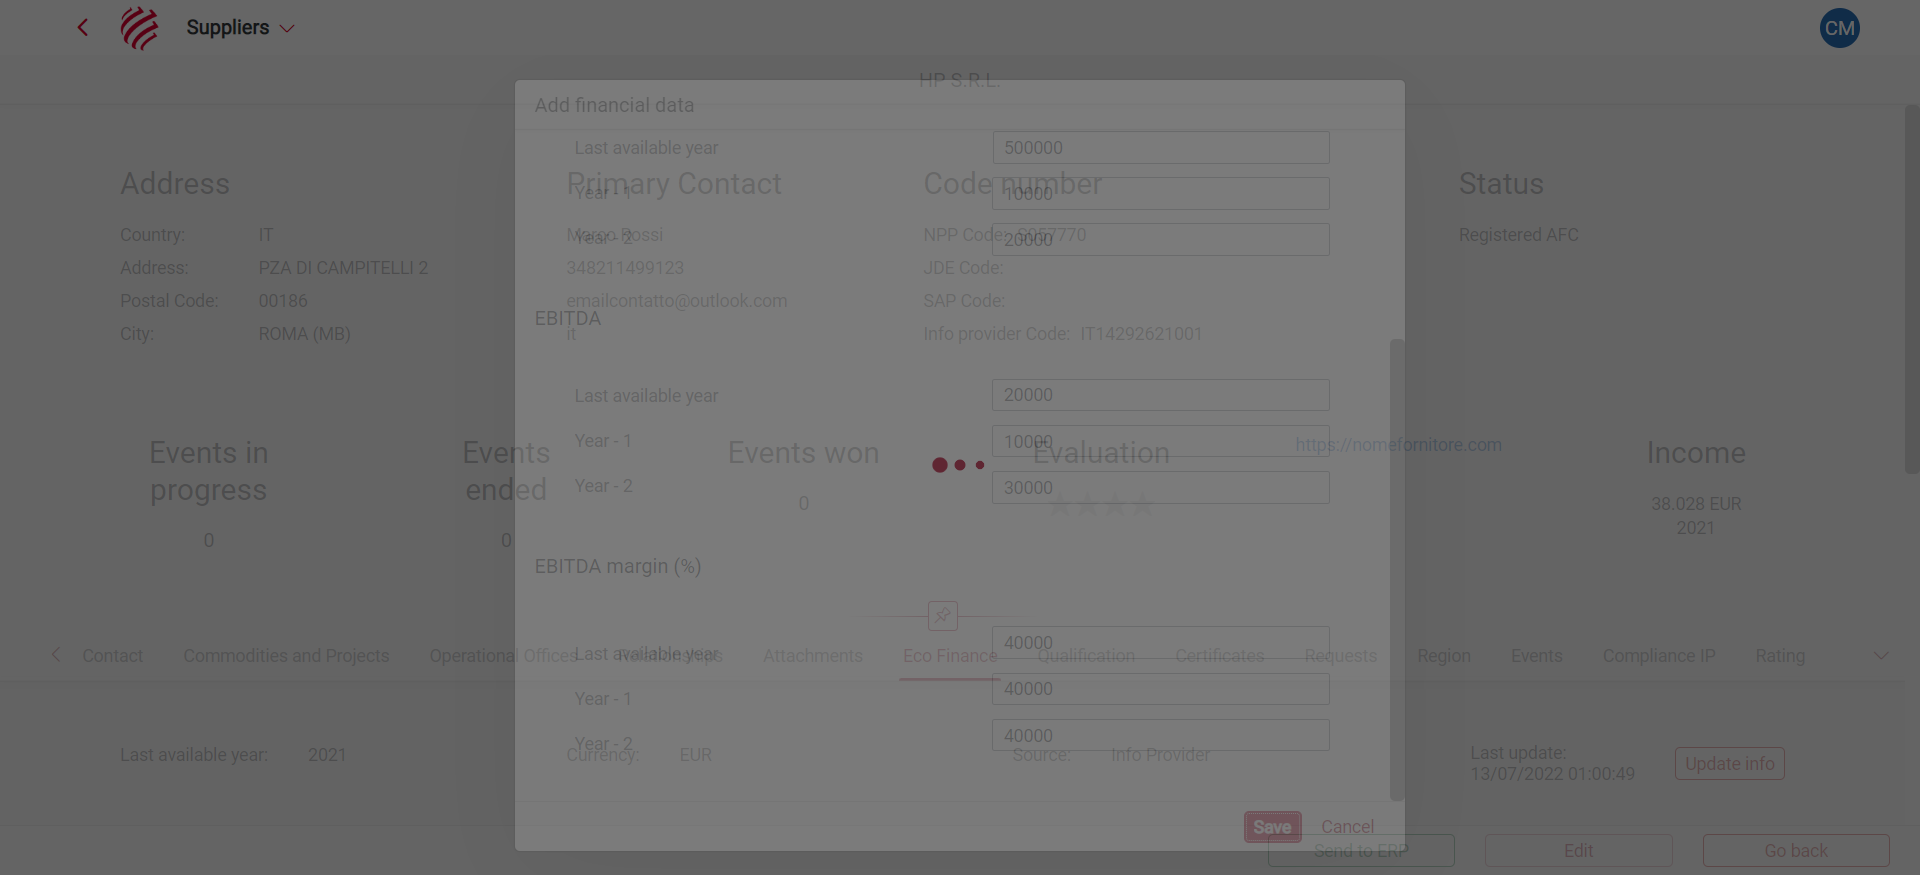 Suppliers
CM
HP S.R.L.
Add financial data
Last available year
500000
Year - 1
10000
Year - 2
20000
EBITDA
Last available year
20000
Year - 1
10000
Year - 2
30000
EBITDA margin (%)
Last available year
40000
Year - 1
40000
Year - 2
40000
Save
Cancel
Address
Country: IT
Address: PZA DI CAMPITELLI 2
Postal Code: 00186
City: ROMA (MB)
Primary Contact
Rossi
348211499123
emailcontatto@outlook.com
it
Code number
NPP Code:
JDE Code:
SAP Code:
Info provider Code: IT14292621001
Status
Registered AFC
Events in
progress
0
Events
ended
0
Events won
0
Evaluation
https://nomefornitore.com
Income
38.028 EUR
2021
Contact
Commodities and Projects
Operational Offices
Relationships
Attachments
Eco Finance
Qualification
Certificates
Requests
Region
Events
Compliance IP
Rating
Last available year: 2021
Currency: EUR
Source: Info Provider
Last update:
13/07/2022 01:00:49
Update info
Send to ERP
Edit
Go back